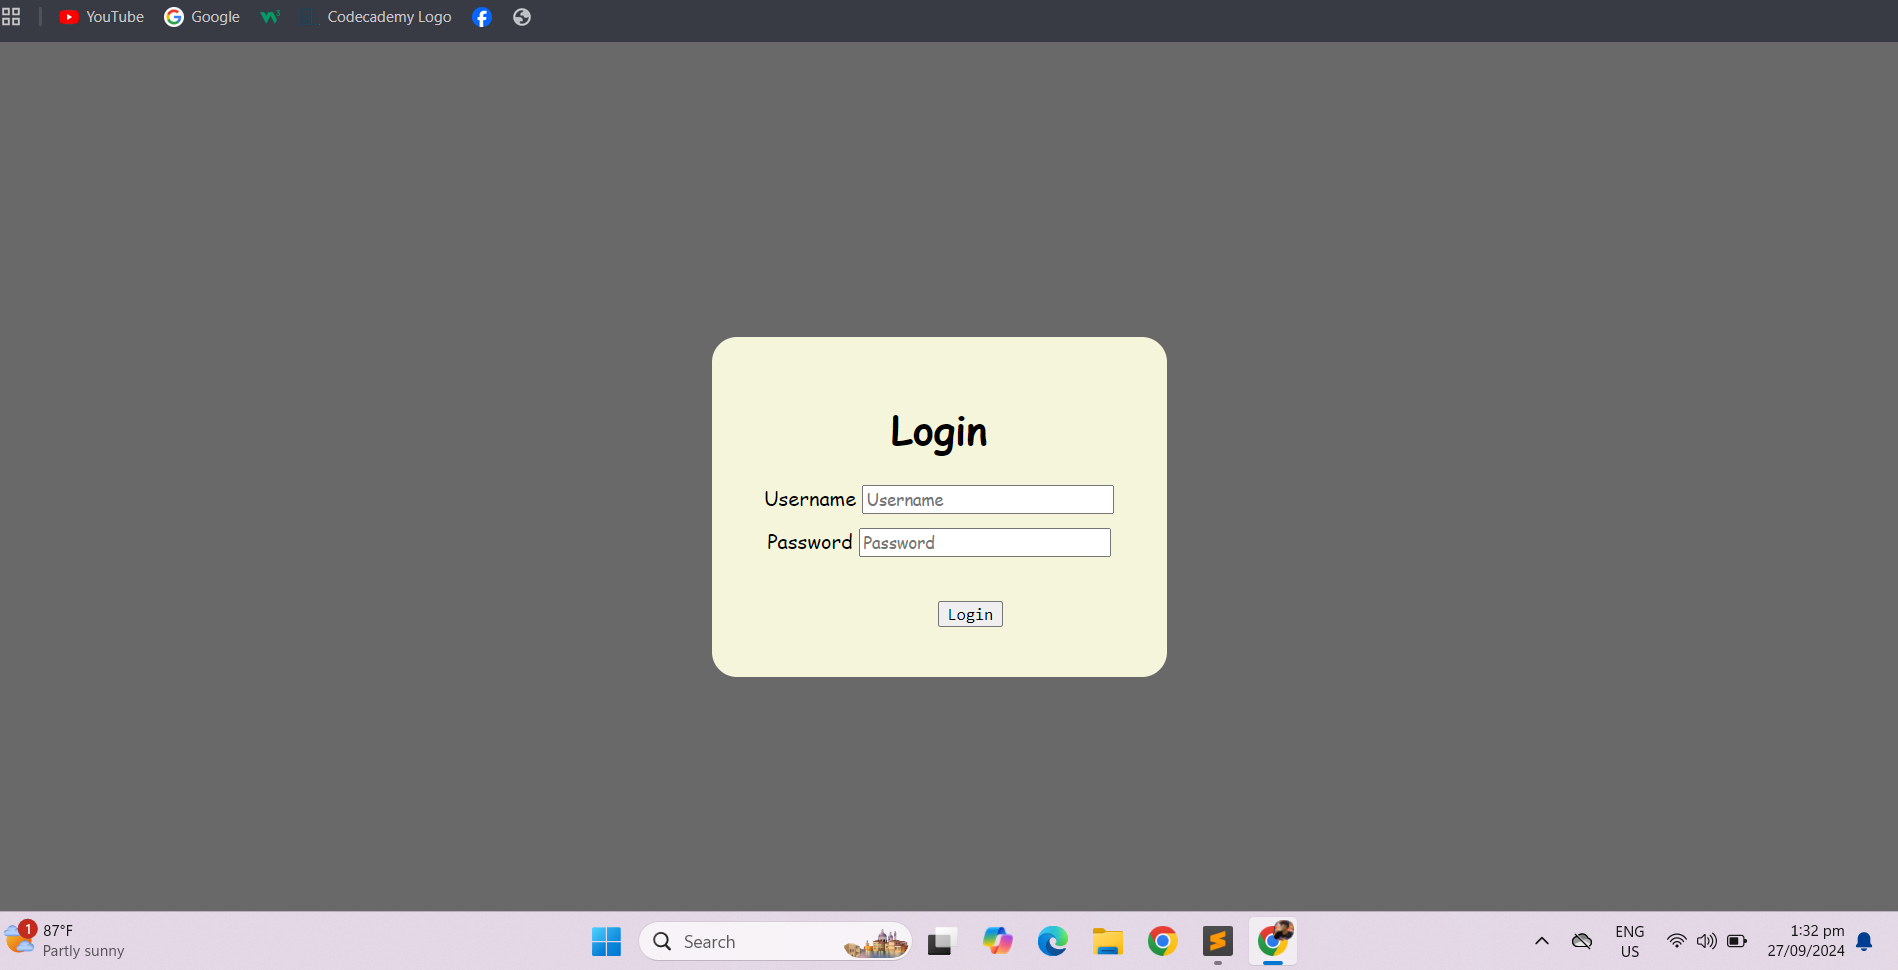 YouTube Google Codecademy Logo
Login
Username Username
Password Password
Login
1 87°F
Partly sunny
Search
ENG
US
1:32 pm
27/09/2024